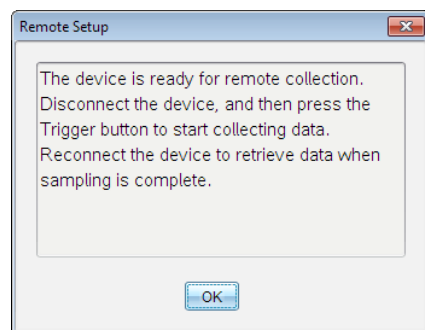 Remote Setup
The device is ready for remote collection.
Disconnect the device, and then press the
Trigger button to start collecting data.
Reconnect the device to retrieve data when
sampling is complete.
OK